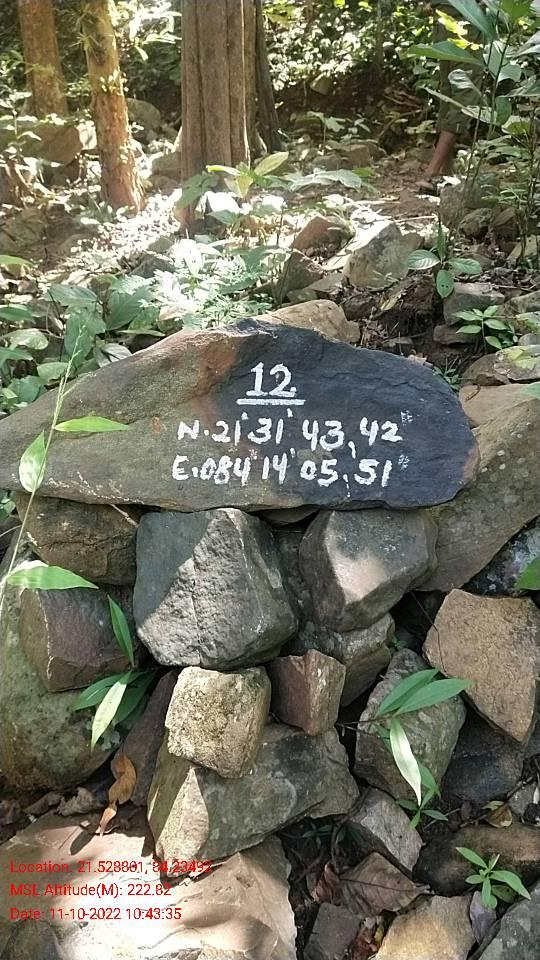 12
N.21°31'43,42"
E.084°14'05,51"
Location: 21.528801, 84.23492
MSL Altitude(M): 222.82
Date: 11-10-2022 10:43:35